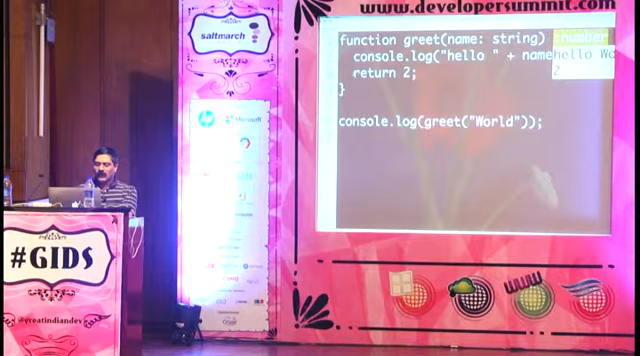 www.developersummit.com
saltmarch
function greet(name: string) : number
console.log("hello " + name
hello Wo
return 2;
2
}
console.log(greet("World"));
hp
Microsoft
#GIDS
@greatindiandev